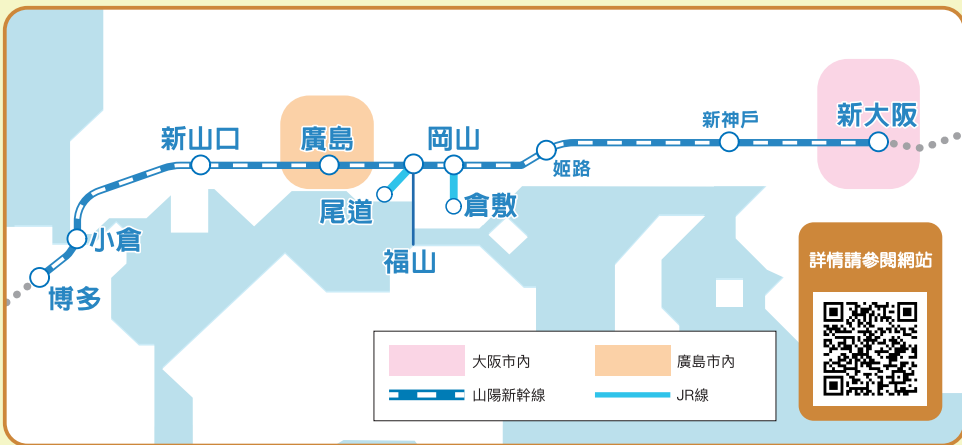 新大阪
新神戶
姬路
岡山
倉敷
福山
尾道
廣島
新山口
小倉
博多
詳情請參閱網站
大阪市內
廣島市內
山陽新幹線
JR線